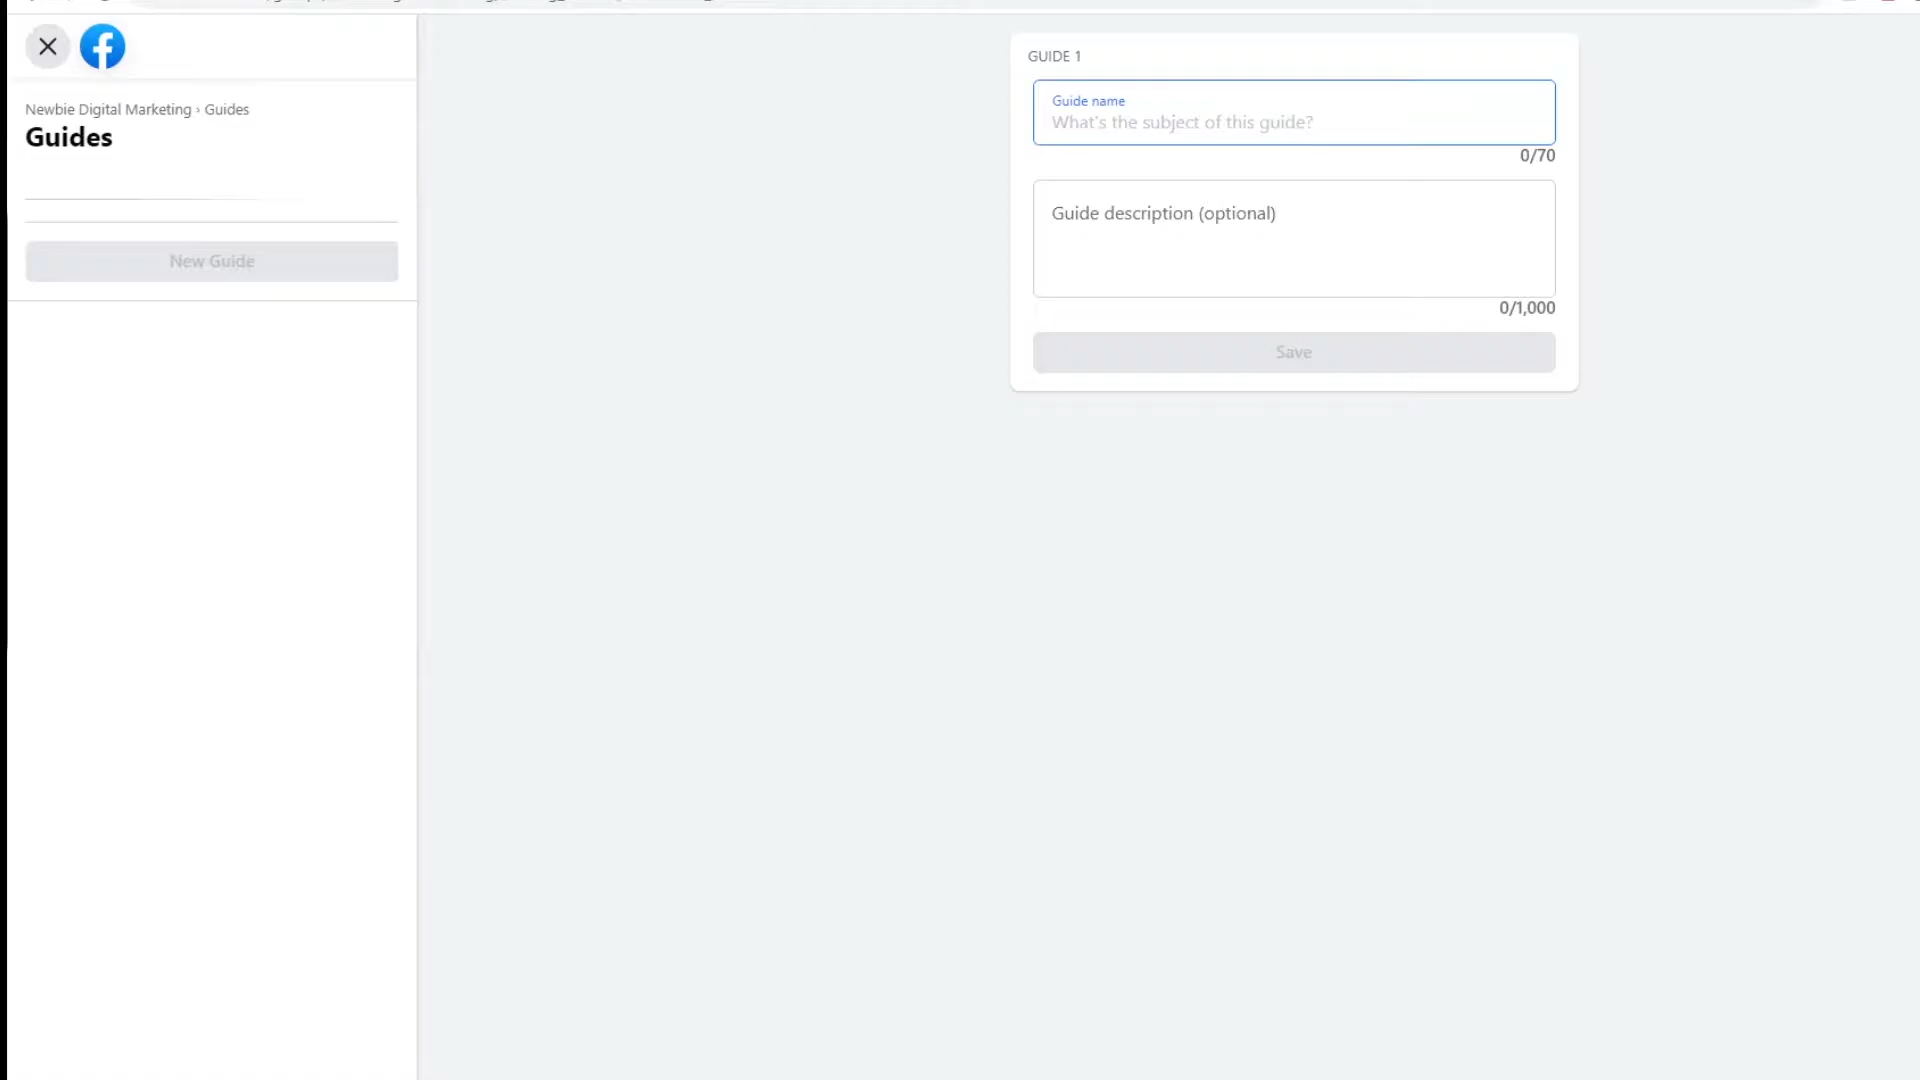 Newbie Digital Marketing › Guides
Guides
New Guide
GUIDE 1
Guide name
What's the subject of this guide?
0/70
Guide description (optional)
0/1,000
Save